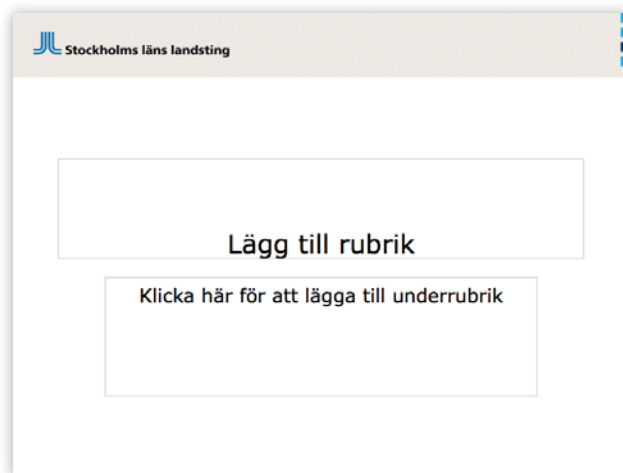 Stockholms läns landsting
Lägg till rubrik
Klicka här för att lägga till underrubrik